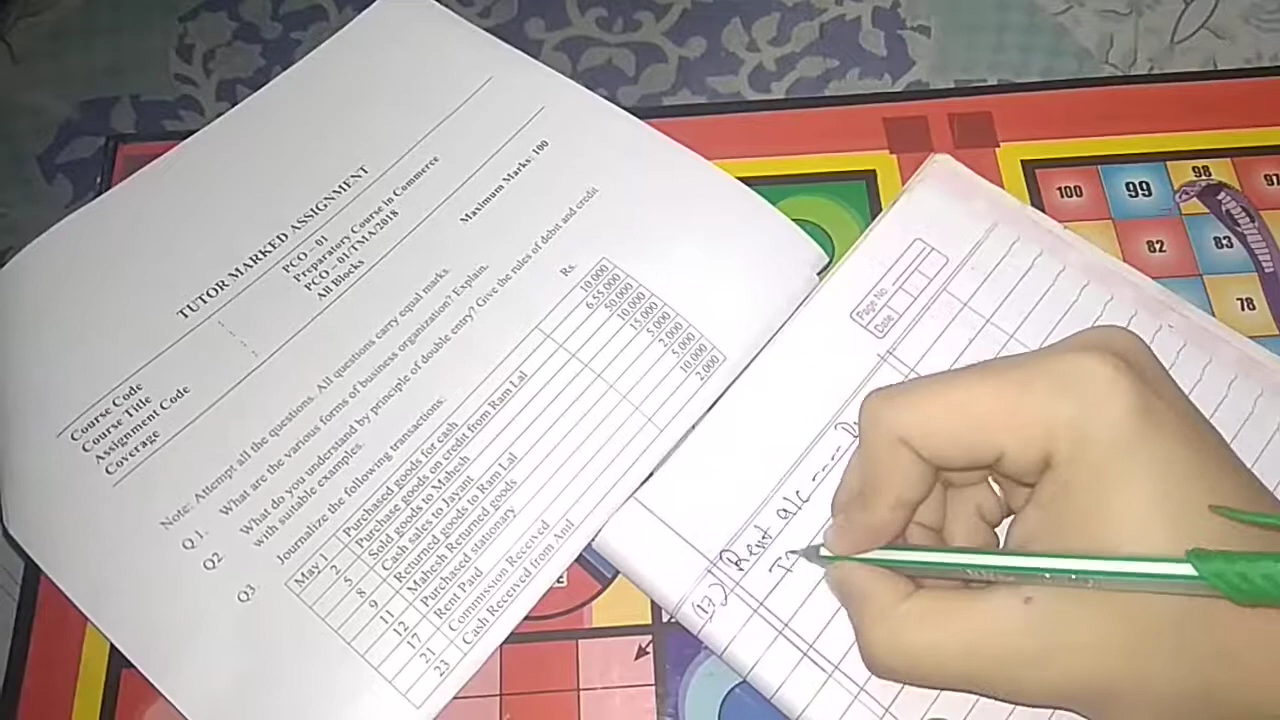 TUTOR MARKED ASSIGNMENT
Course Code
PCO – 01
Course Title
Preparatory Course in Commerce
Assignment Code
PCO – 01/TMA/2018
Coverage
All Blocks
Maximum Marks: 100
Note: Attempt all the questions. All questions carry equal marks.
Q.1. What are the various forms of business organization? Explain.
Q2 What do you understand by principle of double entry? Give the rules of debit and credit
with suitable examples.
Q3. Journalize the following transactions:
Rs.
May 1 Purchased goods for cash 10,000
2 Purchase goods on credit from Ram Lal 6,55,000
5 Sold goods to Mahesh 50,000
8 Cash sales to Jayant 10,000
9 Returned goods to Ram Lal 15,000
11 Mahesh Returned goods 5,000
12 Purchased stationary 2,000
17 Rent Paid 5,000
21 Commission Received 10,000
23 Cash Received from Anil 2,000
Page No.
Date
(17) Rent a/c ---
T
100 99 98 97
82 83
78